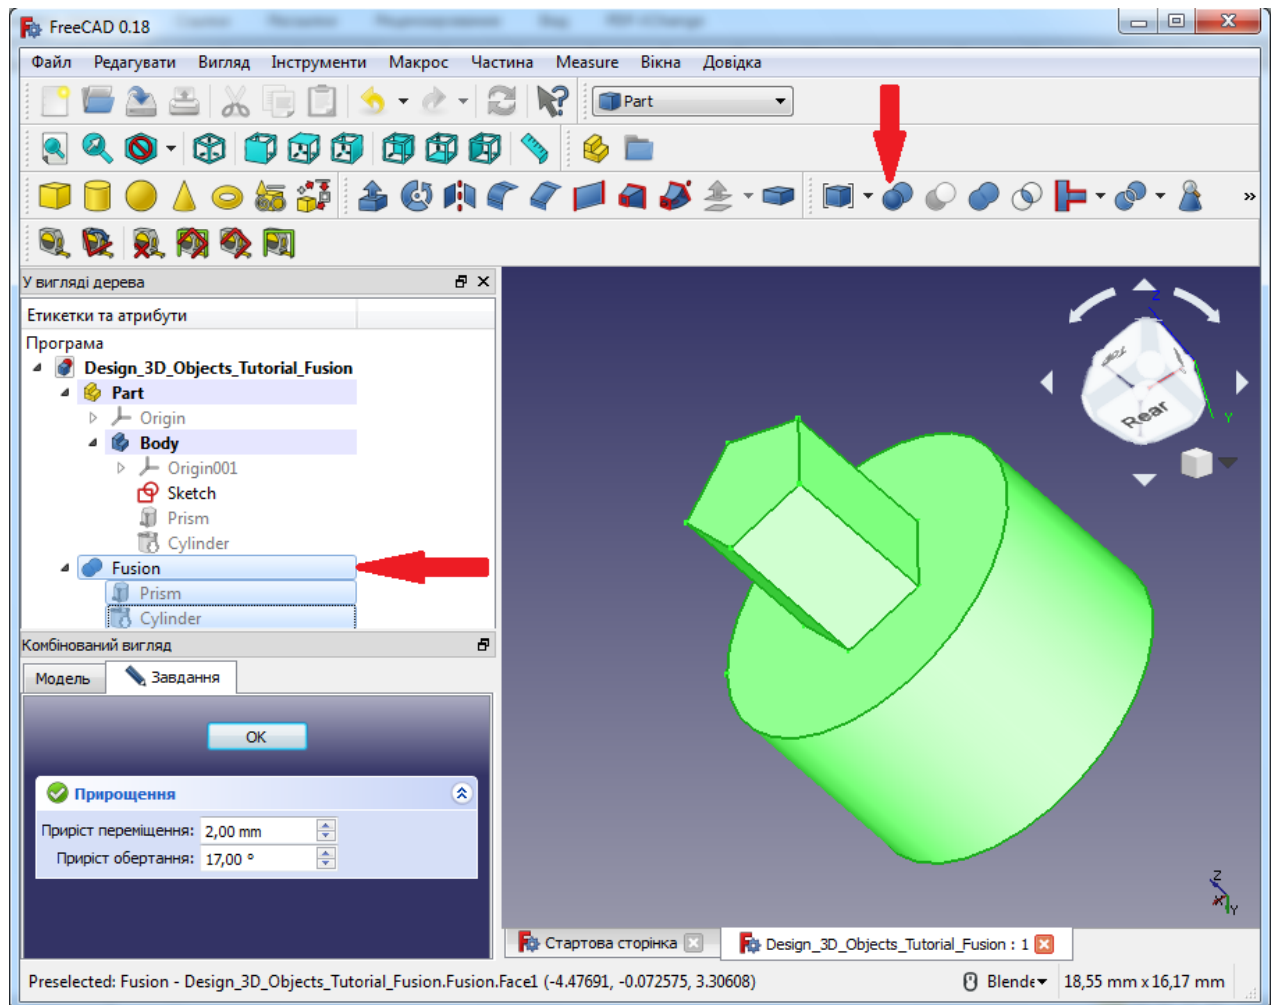 FreeCAD 0.18
Файл Редагувати Вигляд Інструменти Макрос Частина Measure Вікна Довідка
Part
»
У вигляді дерева
Етикетки та атрибути
Програма
Design_3D_Objects_Tutorial_Fusion
Part
Origin
Body
Origin001
Sketch
Prism
Cylinder
Fusion
Prism
Cylinder
Комбінований вигляд
Модель Завдання
OK
Прирощення
Приріст переміщення: 2,00 mm
Приріст обертання: 17,00 °
Z
Rear
Y
Z
X
Y
Стартова сторінка
Design_3D_Objects_Tutorial_Fusion : 1
Preselected: Fusion - Design_3D_Objects_Tutorial_Fusion.Fusion.Face1 (-4.47691, -0.072575, 3.30608)
Blende
18,55 mm x 16,17 mm